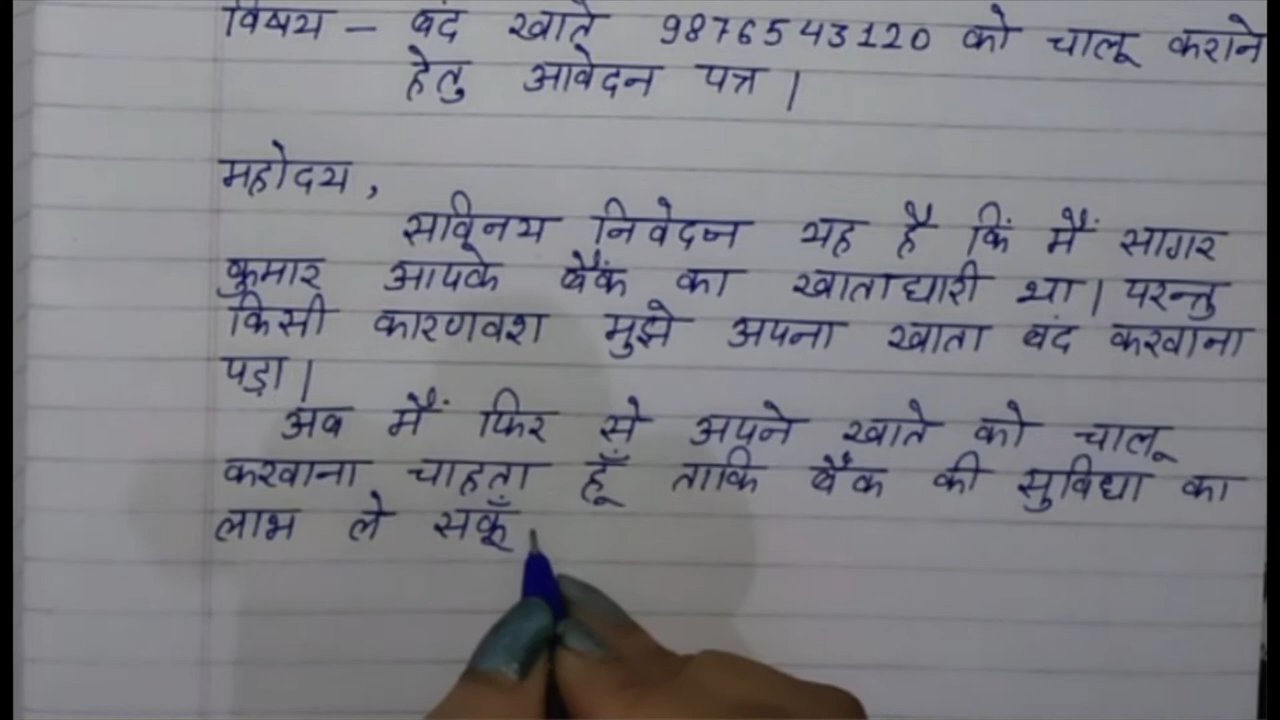 विषय – बंद खाते 9876543120 को चालू कराने
हेतु आवेदन पत्र |
महोदय ,
सविनय निवेदन यह है कि मैं सागर
कुमार आपके बैंक का खाताधारी था | परन्तु
किसी कारणवश मुझे अपना खाता बंद करवाना
पड़ा |
अब मैं फिर से अपने खाते को चालू
करवाना चाहता हूँ ताकि बैंक की सुविधा का
लाभ ले सकूँ